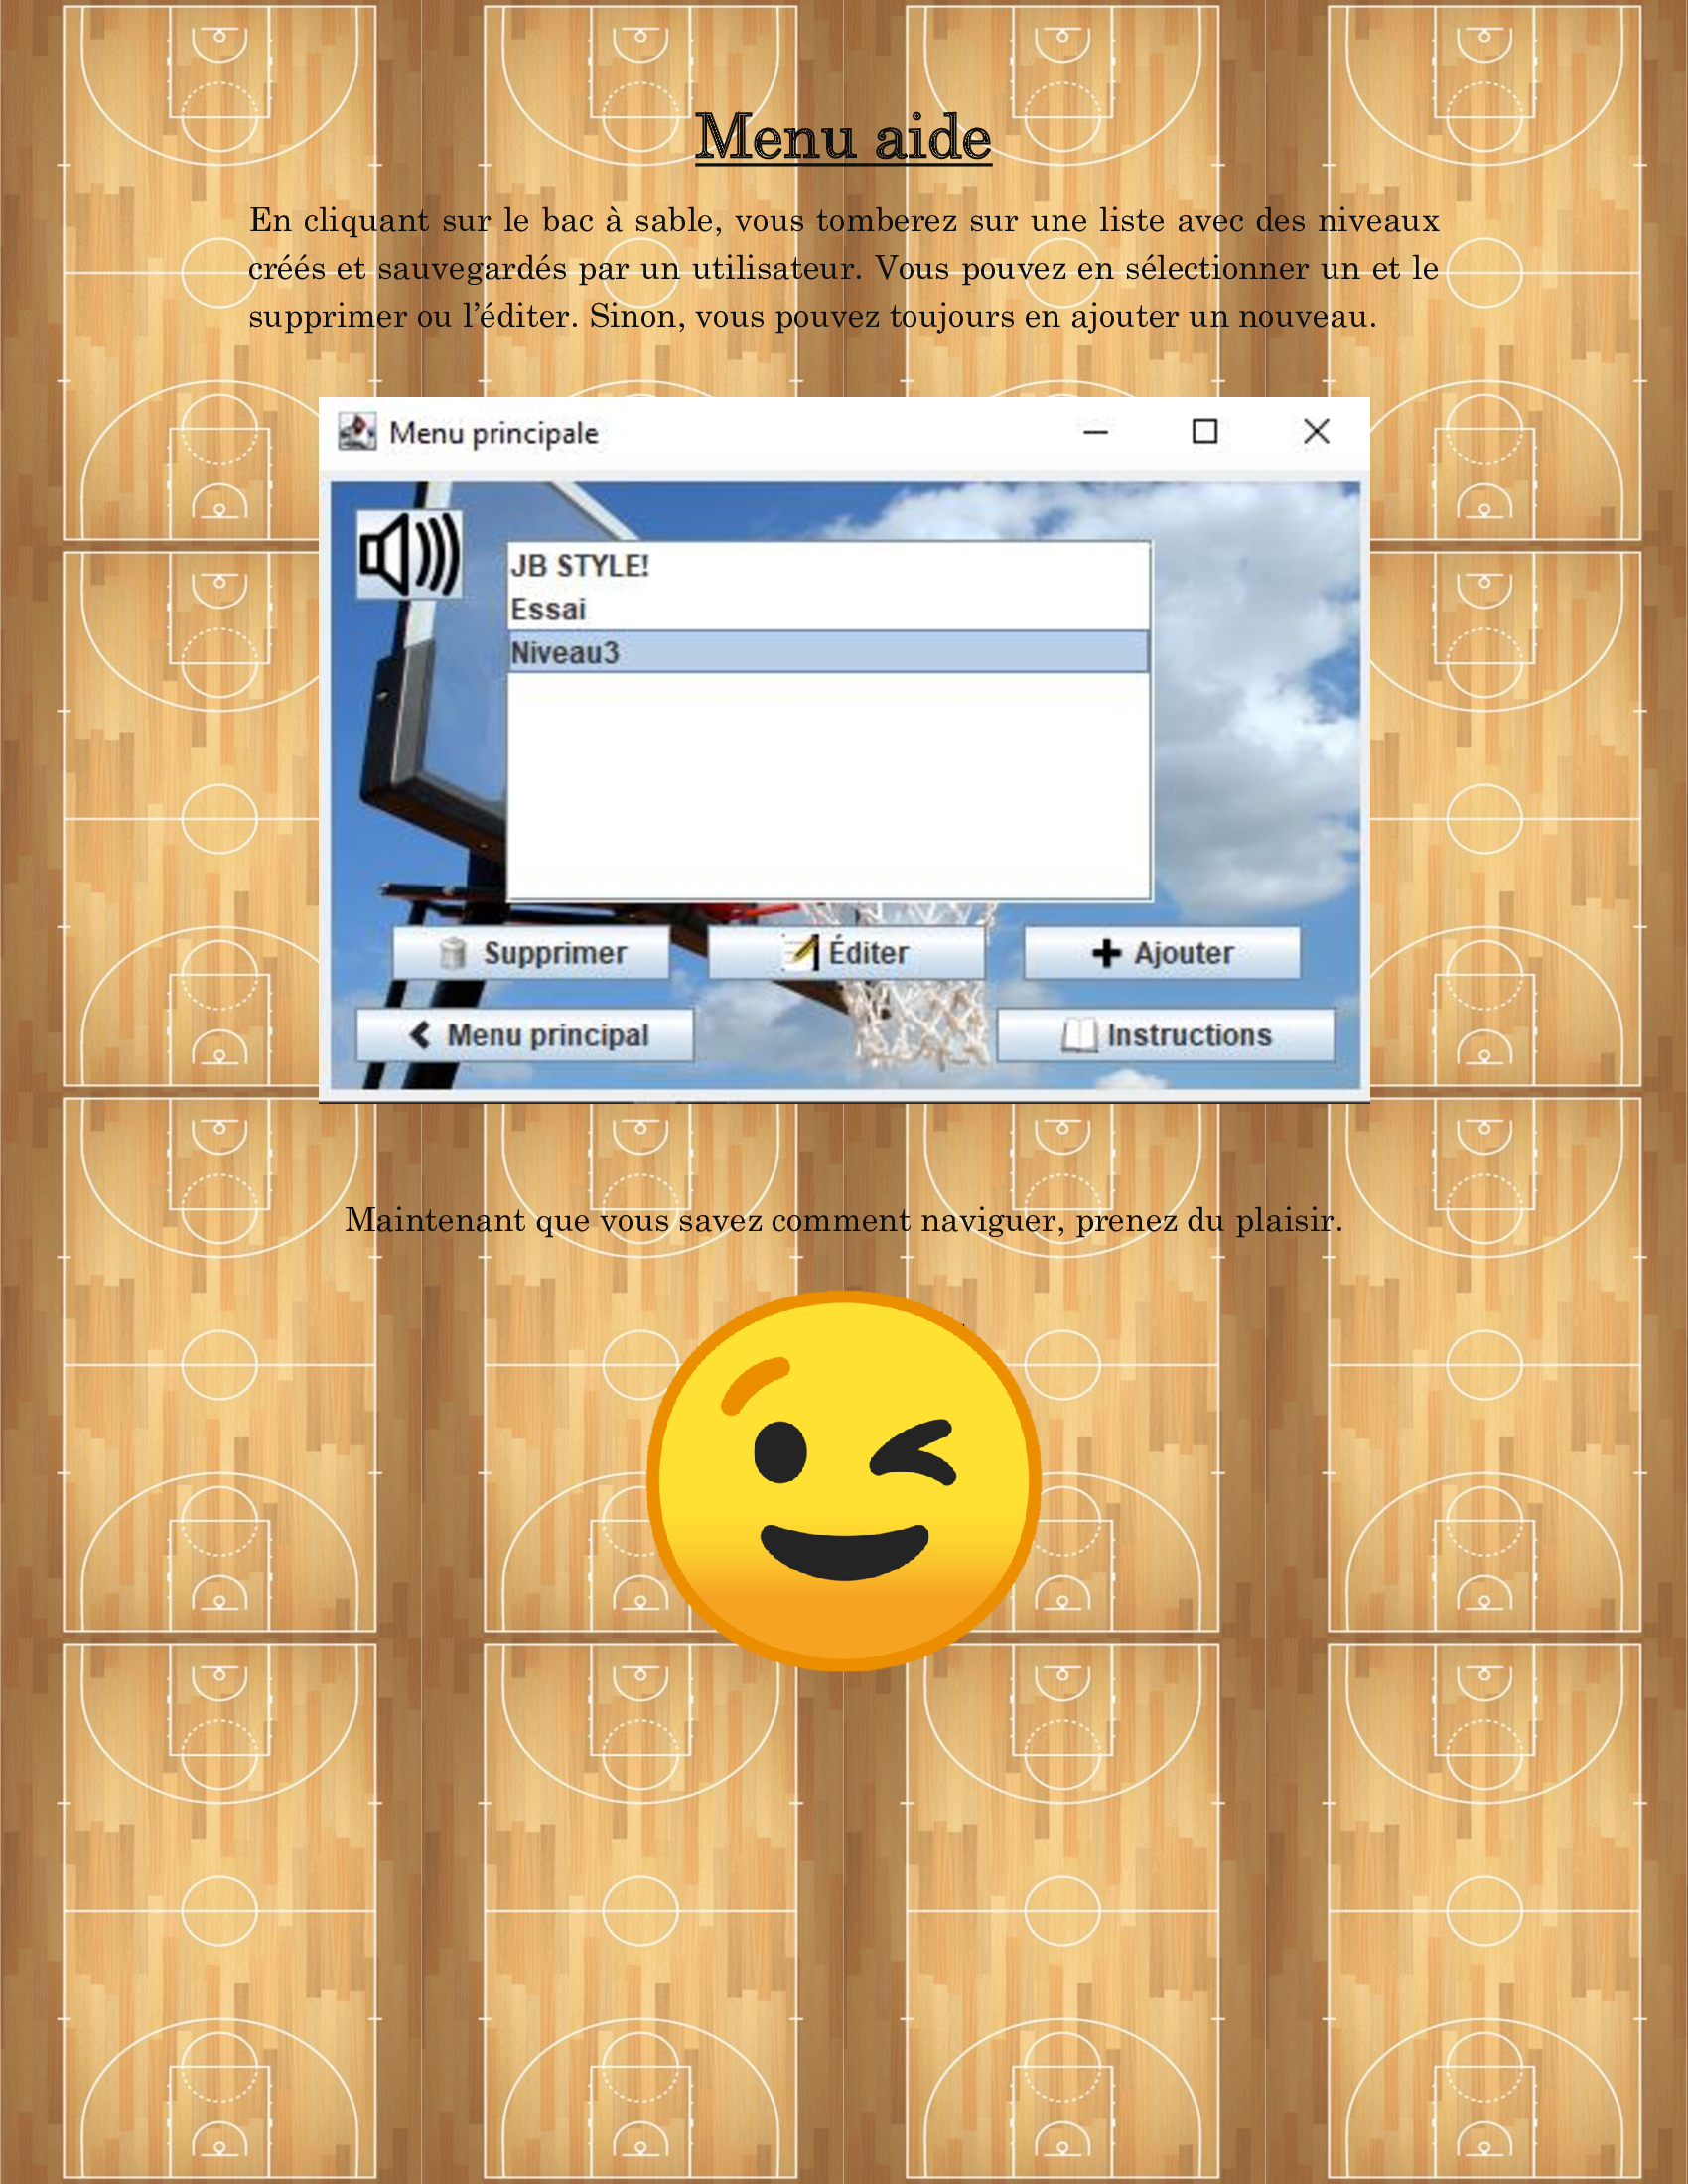 Menu aide
En cliquant sur le bac à sable, vous tomberez sur une liste avec des niveaux
créés et sauvegardés par un utilisateur. Vous pouvez en sélectionner un et le
supprimer ou l’éditer. Sinon, vous pouvez toujours en ajouter un nouveau.
Menu principale
JB STYLE!
Essai
Niveau3
Supprimer Éditer Ajouter
Menu principal Instructions
Maintenant que vous savez comment naviguer, prenez du plaisir.